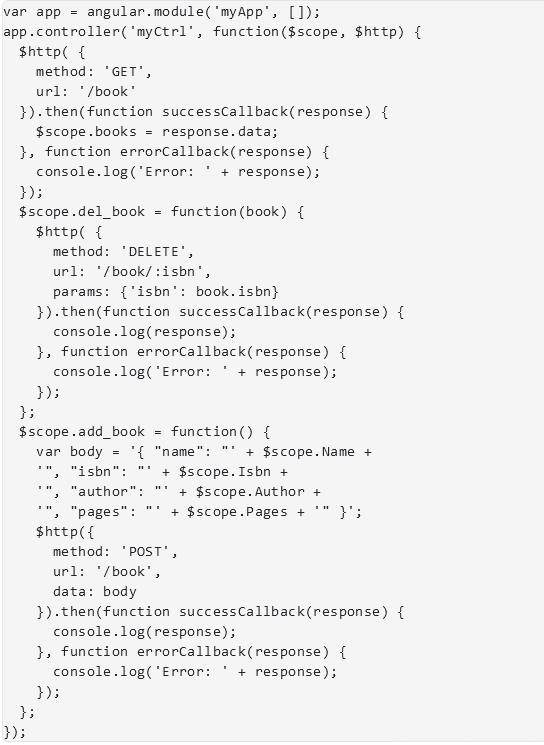 var app = angular.module('myApp', []);
app.controller('myCtrl', function($scope, $http) {
  $http( {
    method: 'GET',
    url: '/book'
  }).then(function successCallback(response) {
    $scope.books = response.data;
  }, function errorCallback(response) {
    console.log('Error: ' + response);
  });
  $scope.del_book = function(book) {
    $http( {
      method: 'DELETE',
      url: '/book/:isbn',
      params: {'isbn': book.isbn}
    }).then(function successCallback(response) {
      console.log(response);
    }, function errorCallback(response) {
      console.log('Error: ' + response);
    });
  };
  $scope.add_book = function() {
    var body = '{ "name": "' + $scope.Name +
    '", "isbn": "' + $scope.Isbn +
    '", "author": "' + $scope.Author +
    '", "pages": "' + $scope.Pages + '" }';
    $http({
      method: 'POST',
      url: '/book',
      data: body
    }).then(function successCallback(response) {
      console.log(response);
    }, function errorCallback(response) {
      console.log('Error: ' + response);
    });
  };
});